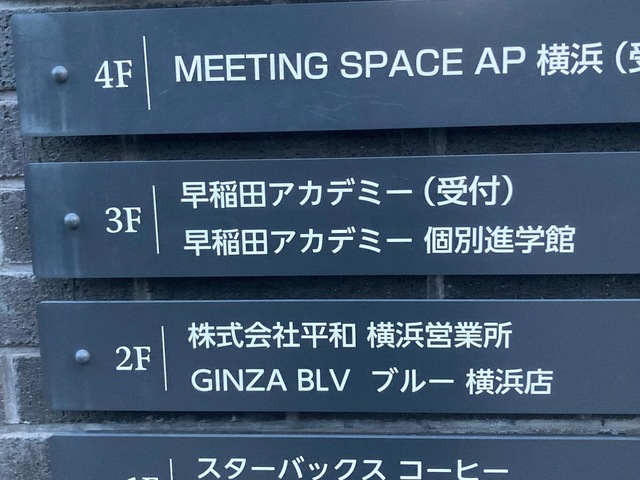 4F MEETING SPACE AP 横浜（受
3F 早稲田アカデミー（受付）
早稲田アカデミー 個別進学館
2F 株式会社平和 横浜営業所
GINZA BLV ブルー 横浜店
1F スターバックス コーヒー